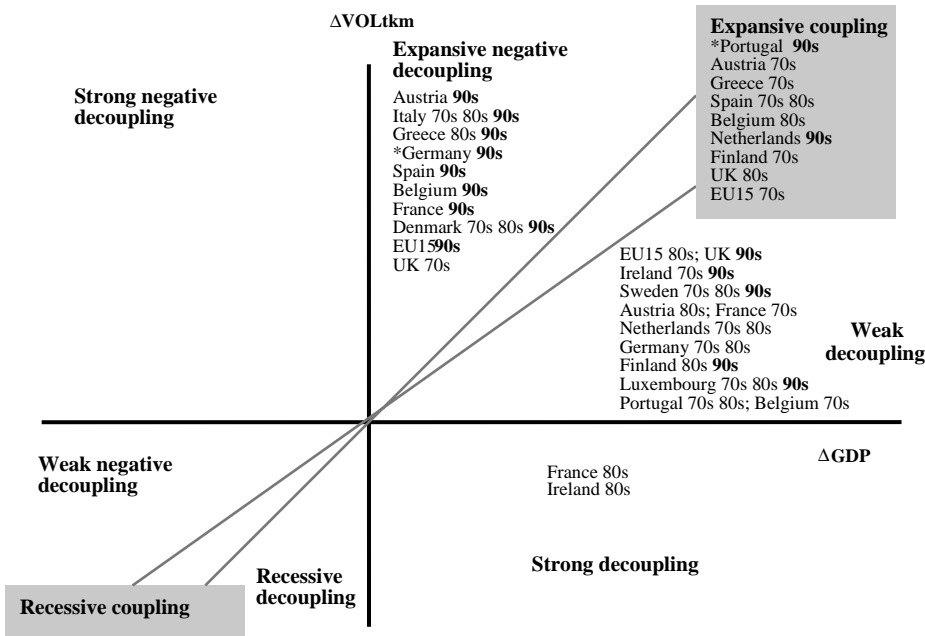 ΔVOLtkm
Strong negative
decoupling
Expansive negative
decoupling
Austria 90s
Italy 70s 80s 90s
Greece 80s 90s
*Germany 90s
Spain 90s
Belgium 90s
France 90s
Denmark 70s 80s 90s
EU1590s
UK 70s
Expansive coupling
*Portugal 90s
Austria 70s
Greece 70s
Spain 70s 80s
Belgium 80s
Netherlands 90s
Finland 70s
UK 80s
EU15 70s
EU15 80s; UK 90s
Ireland 70s 90s
Sweden 70s 80s 90s
Austria 80s; France 70s
Netherlands 70s 80s
Germany 70s 80s
Finland 80s 90s
Luxembourg 70s 80s 90s
Portugal 70s 80s; Belgium 70s
Weak
decoupling
ΔGDP
Weak negative
decoupling
France 80s
Ireland 80s
Strong decoupling
Recessive
decoupling
Recessive coupling